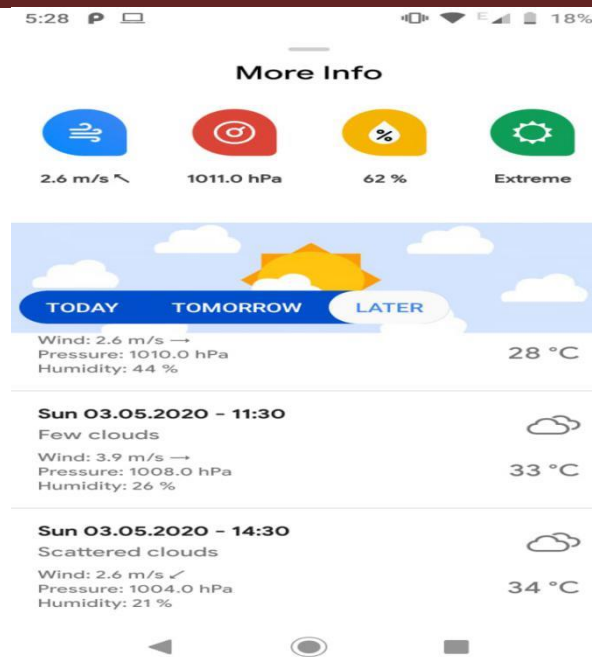 5:28 P E 18%
More Info
%
2.6 m/s ↖ 1011.0 hPa 62 % Extreme
TODAY TOMORROW LATER
Wind: 2.6 m/s →
Pressure: 1010.0 hPa 28 °C
Humidity: 44 %
Sun 03.05.2020 - 11:30
Few clouds
Wind: 3.9 m/s →
Pressure: 1008.0 hPa 33 °C
Humidity: 26 %
Sun 03.05.2020 - 14:30
Scattered clouds
Wind: 2.6 m/s ↙
Pressure: 1004.0 hPa 34 °C
Humidity: 21 %